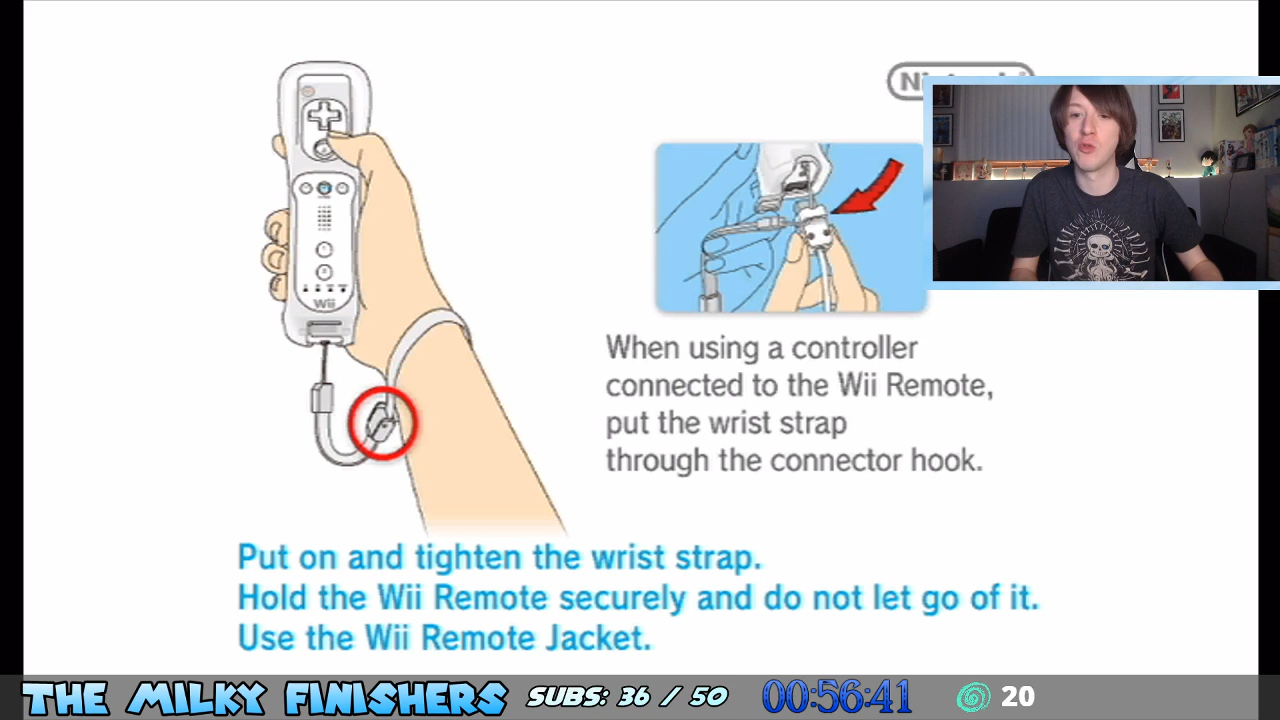 Wii
When using a controller
connected to the Wii Remote,
put the wrist strap
through the connector hook.
Put on and tighten the wrist strap.
Hold the Wii Remote securely and do not let go of it.
Use the Wii Remote Jacket.
THE MILKY FINISHERS SUBS: 36 / 50 00:56:41 20